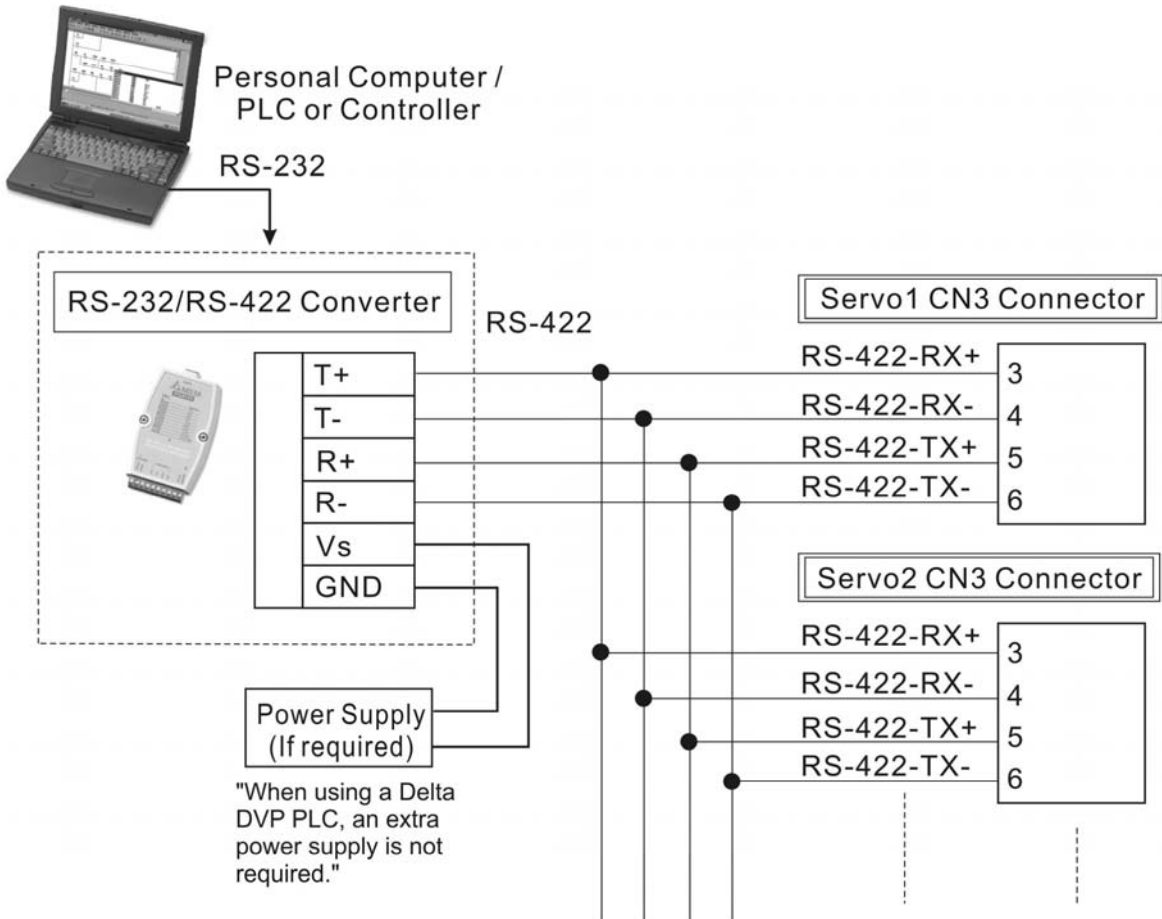 Personal Computer /
PLC or Controller
RS-232
RS-232/RS-422 Converter
RS-422
T+
T-
R+
R-
Vs
GND
Power Supply
(If required)
"When using a Delta
DVP PLC, an extra
power supply is not
required."
Servo1 CN3 Connector
RS-422-RX+
3
RS-422-RX-
4
RS-422-TX+
5
RS-422-TX-
6
Servo2 CN3 Connector
RS-422-RX+
3
RS-422-RX-
4
RS-422-TX+
5
RS-422-TX-
6